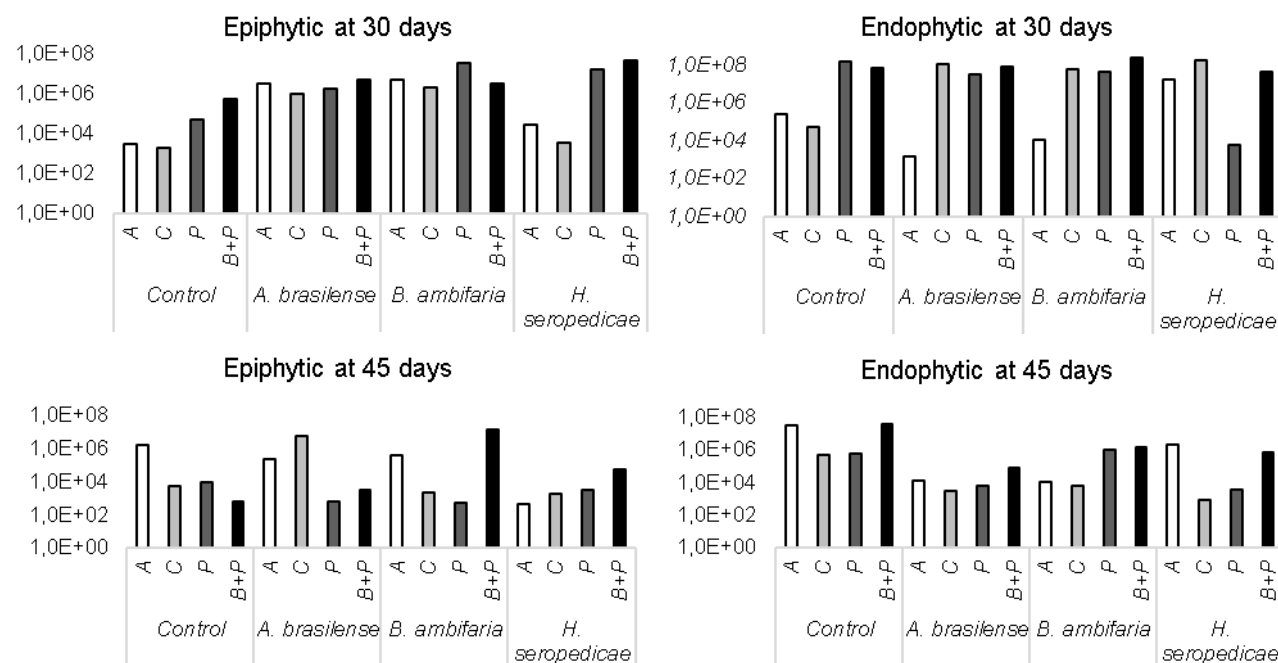 Epiphytic at 30 days
1,0E+08
1,0E+06
1,0E+04
1,0E+02
1,0E+00
A C P B+P A C P B+P A C P B+P A C P B+P
Control A. brasilense B. ambifaria H.
seropedicae
Endophytic at 30 days
1,0E+08
1,0E+06
1,0E+04
1,0E+02
1,0E+00
A C P B+P A C P B+P A C P B+P A C P B+P
Control A. brasilense B. ambifaria H.
seropedicae
Epiphytic at 45 days
1,0E+08
1,0E+06
1,0E+04
1,0E+02
1,0E+00
A C P B+P A C P B+P A C P B+P A C P B+P
Control A. brasilense B. ambifaria H.
seropedicae
Endophytic at 45 days
1,0E+08
1,0E+06
1,0E+04
1,0E+02
1,0E+00
A C P B+P A C P B+P A C P B+P A C P B+P
Control A. brasilense B. ambifaria H.
seropedicae